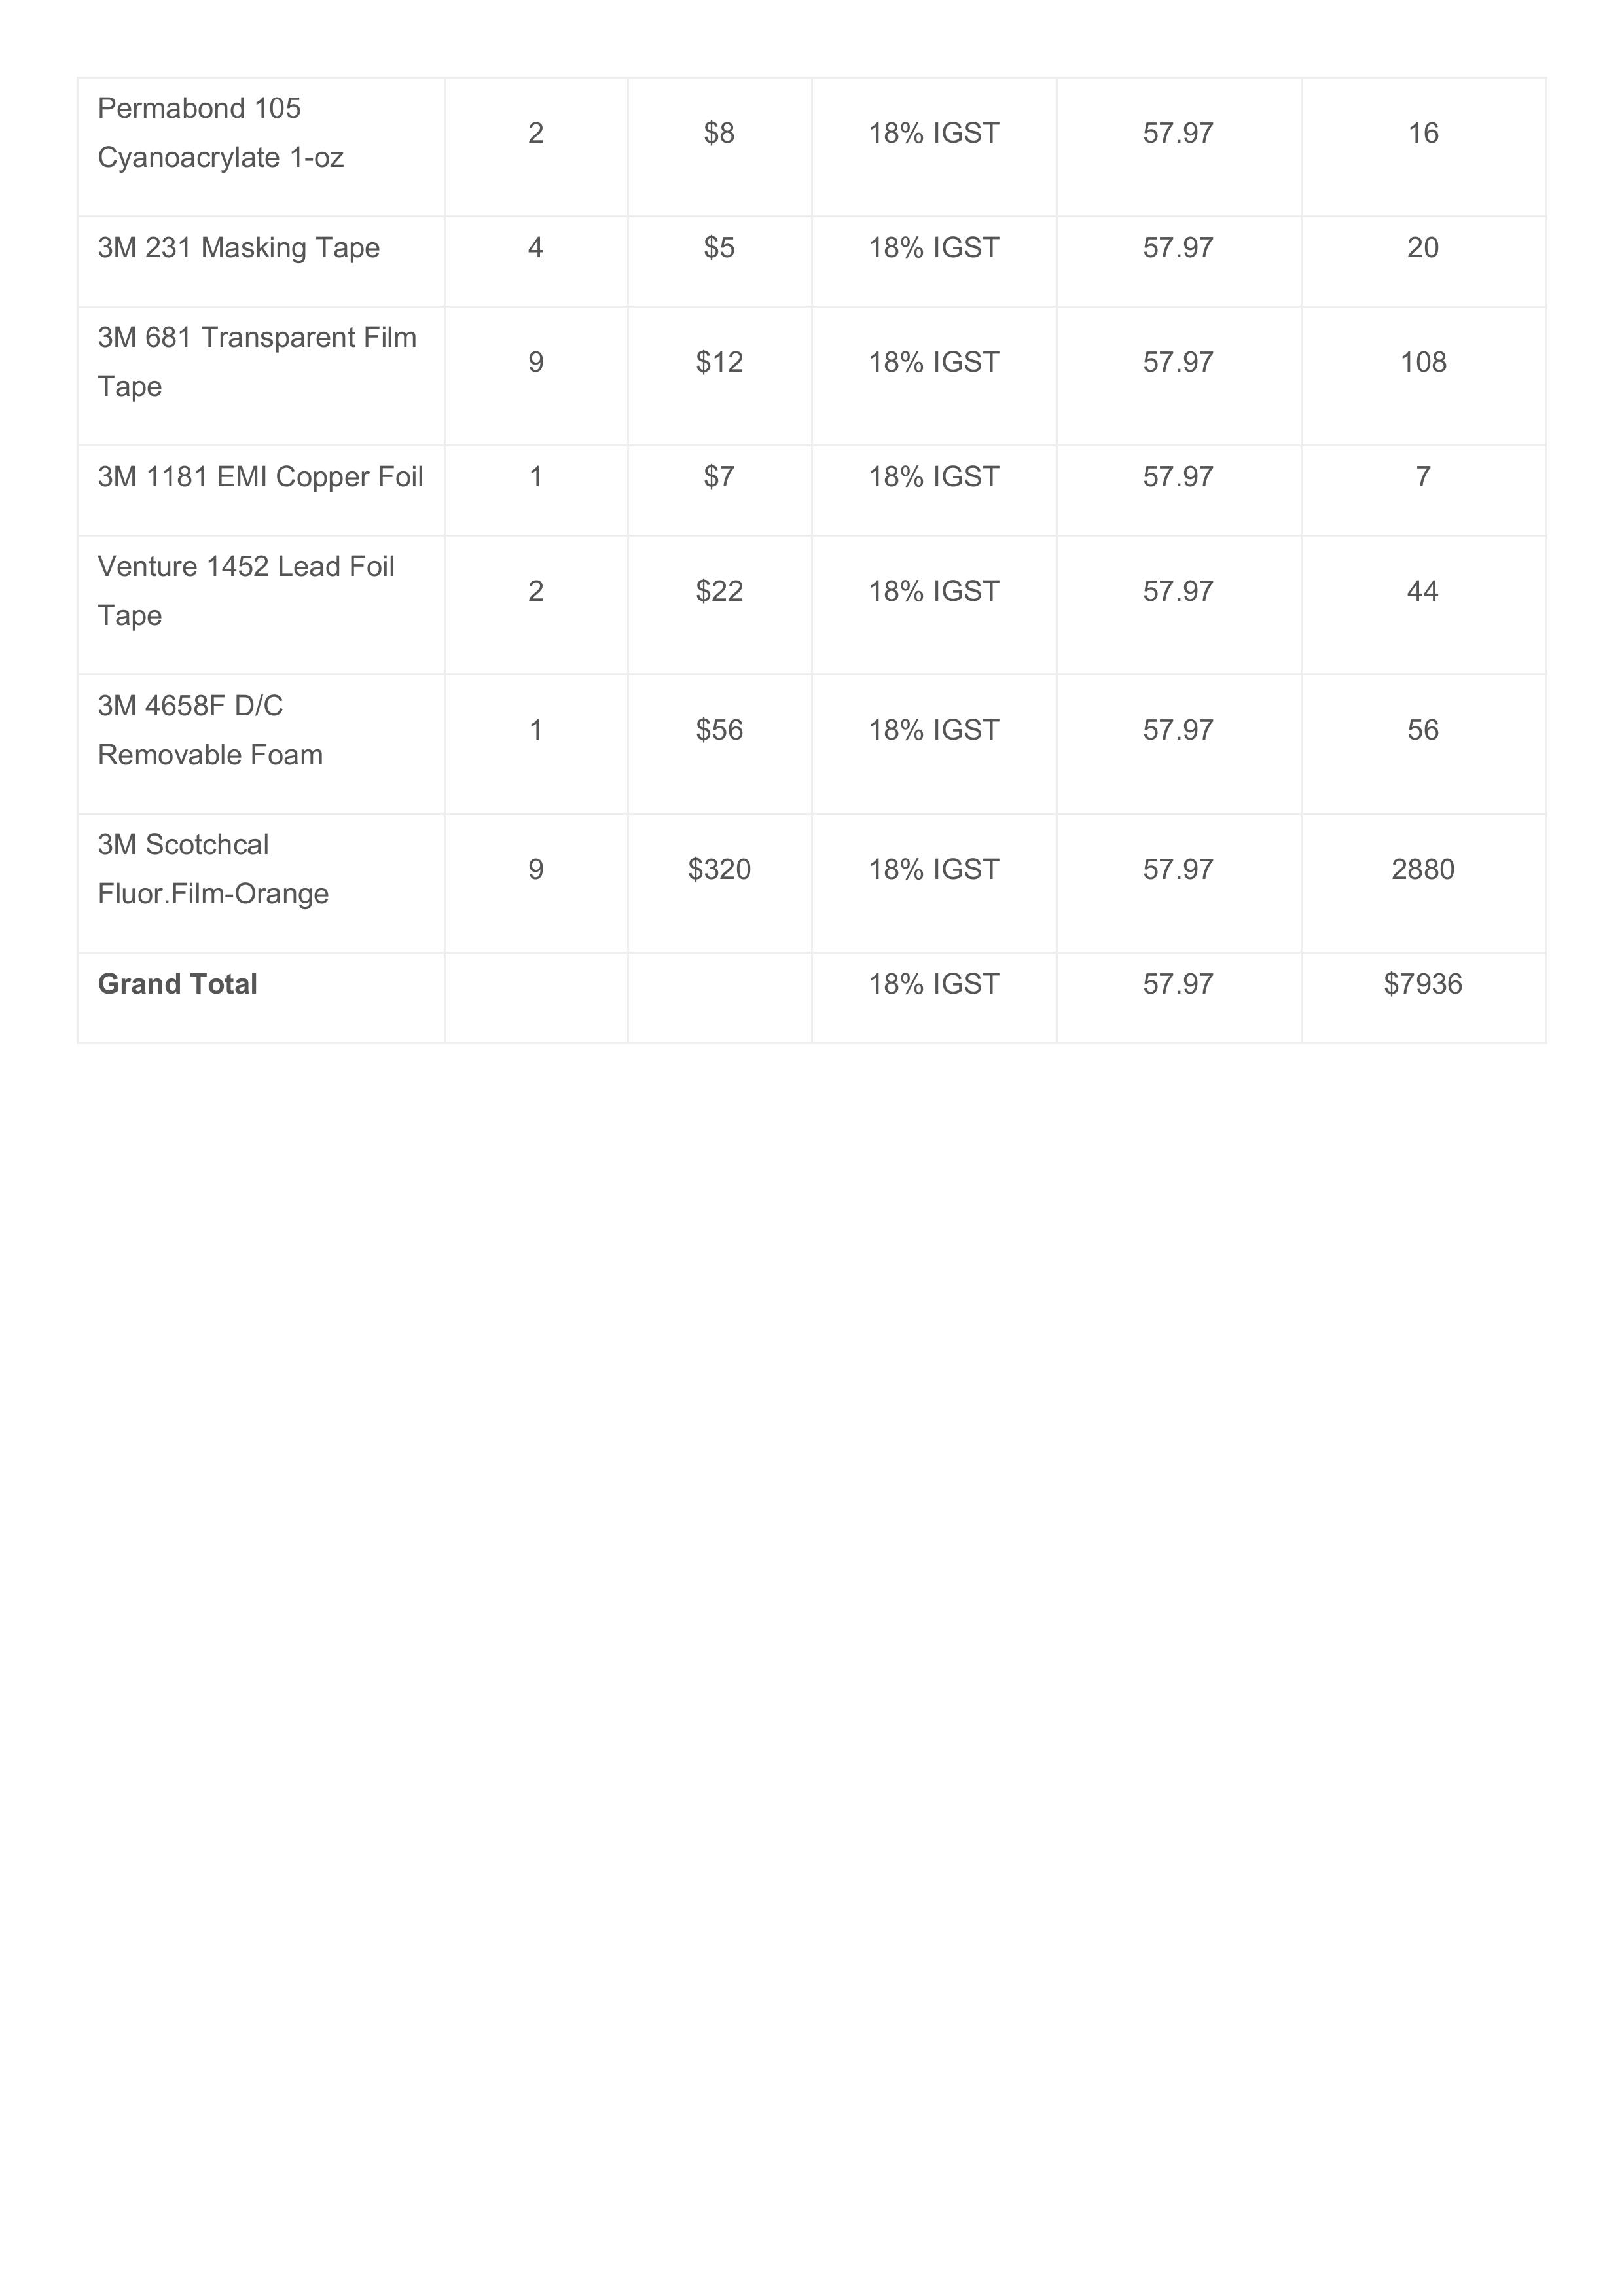 Permabond 105
Cyanoacrylate 1-oz
2
$8
18% IGST
57.97
16
3M 231 Masking Tape
4
$5
18% IGST
57.97
20
3M 681 Transparent Film
Tape
9
$12
18% IGST
57.97
108
3M 1181 EMI Copper Foil
1
$7
18% IGST
57.97
7
Venture 1452 Lead Foil
Tape
2
$22
18% IGST
57.97
44
3M 4658F D/C
Removable Foam
1
$56
18% IGST
57.97
56
3M Scotchcal
Fluor.Film-Orange
9
$320
18% IGST
57.97
2880
Grand Total
18% IGST
57.97
$7936